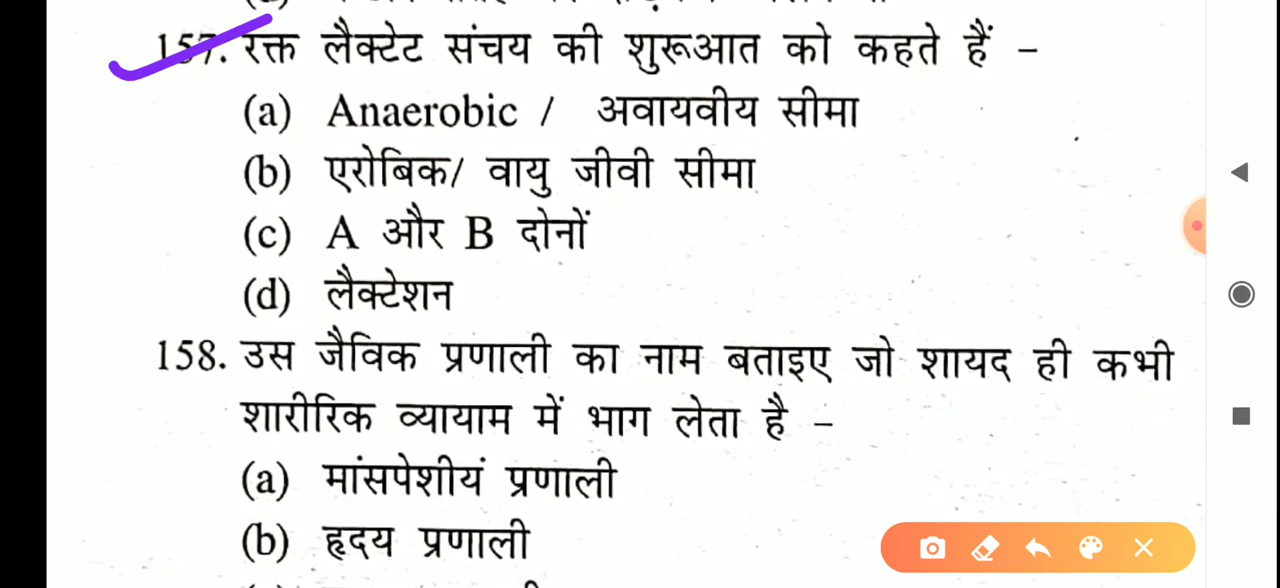 157. रक्त लैक्टेट संचय की शुरूआत को कहते हैं –
(a) Anaerobic / अवायवीय सीमा
(b) एरोबिक/ वायु जीवी सीमा
(c) A और B दोनों
(d) लैक्टेशन
158. उस जैविक प्रणाली का नाम बताइए जो शायद ही कभी
शारीरिक व्यायाम में भाग लेता है –
(a) मांसपेशीयं प्रणाली
(b) हृदय प्रणाली